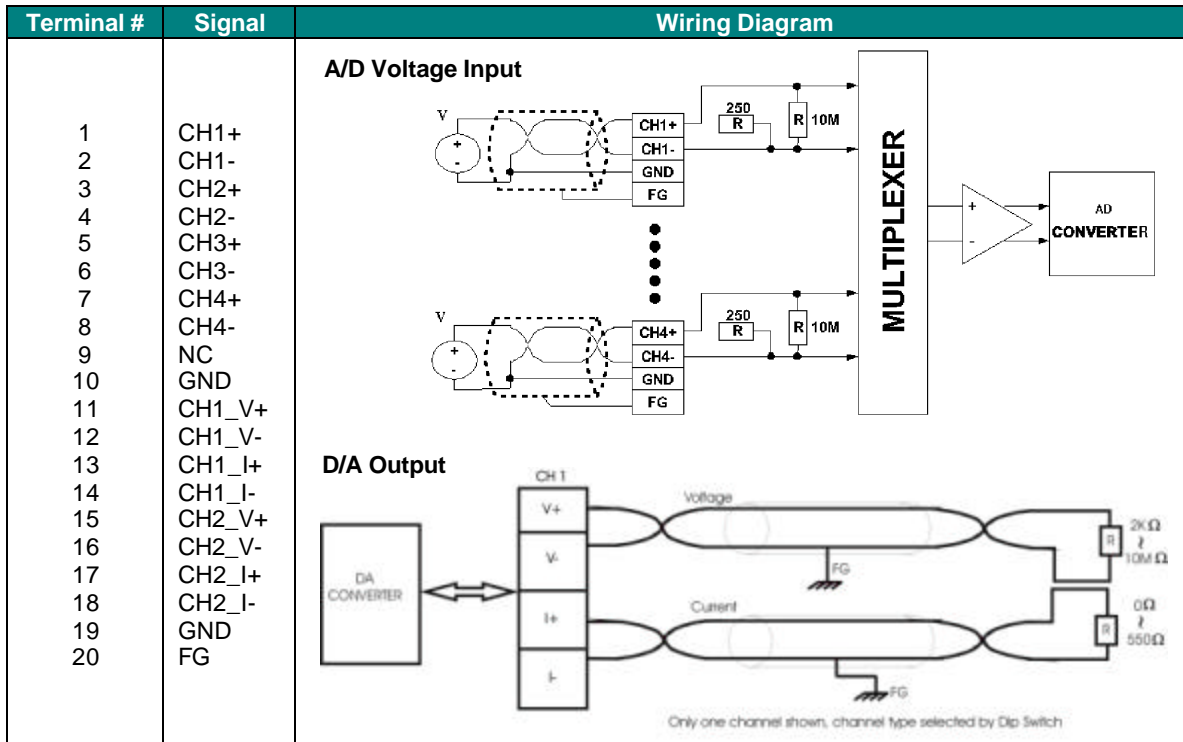 Terminal # Signal Wiring Diagram
1 CH1+
2 CH1-
3 CH2+
4 CH2-
5 CH3+
6 CH3-
7 CH4+
8 CH4-
9 NC
10 GND
11 CH1_V+
12 CH1_V-
13 CH1_I+
14 CH1_I-
15 CH2_V+
16 CH2_V-
17 CH2_I+
18 CH2_I-
19 GND
20 FG
A/D Voltage Input
V
+
-
CH1+
CH1-
GND
FG
250
R
R 10M
V
+
-
CH4+
CH4-
GND
FG
250
R
R 10M
MULTIPLEXER
+
-
AD
CONVERTER
D/A Output
DA
CONVERTER
CH 1
V+
V-
I+
I-
Voltage
FG
R
2KΩ
~
10M Ω
Current
FG
R
0Ω
~
550Ω
Only one channel shown, channel type selected by Dip Switch